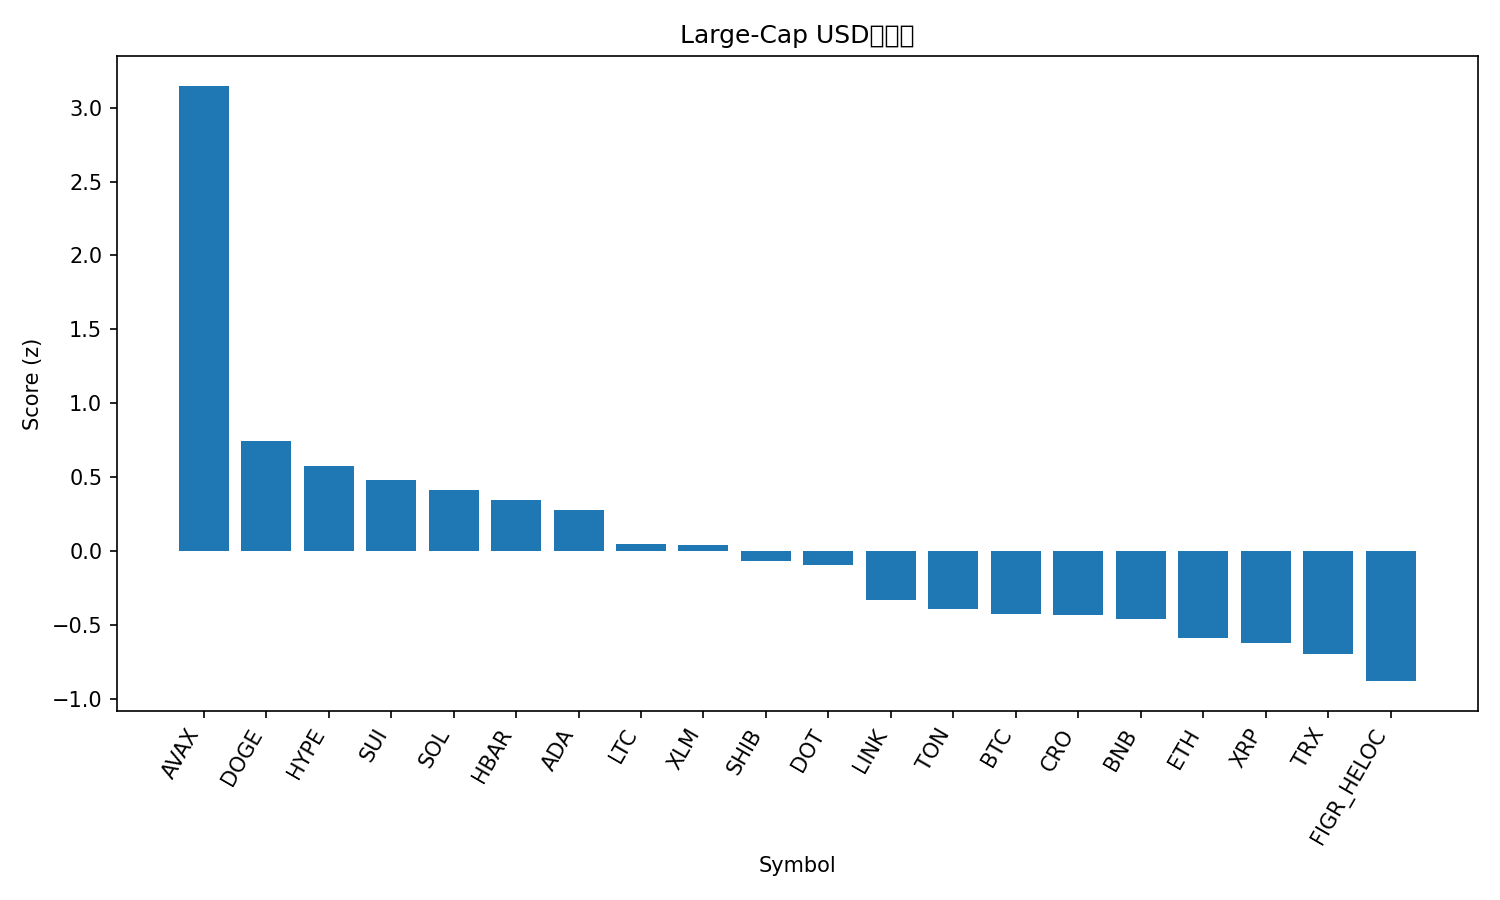 Large-Cap USD
Score (z)
3.0
2.5
2.0
1.5
1.0
0.5
0.0
−0.5
−1.0
AVAX
DOGE
HYPE
SUI
SOL
HBAR
ADA
LTC
XLM
SHIB
DOT
LINK
TON
BTC
CRO
BNB
ETH
XRP
TRX
FIGR_HELOC
Symbol